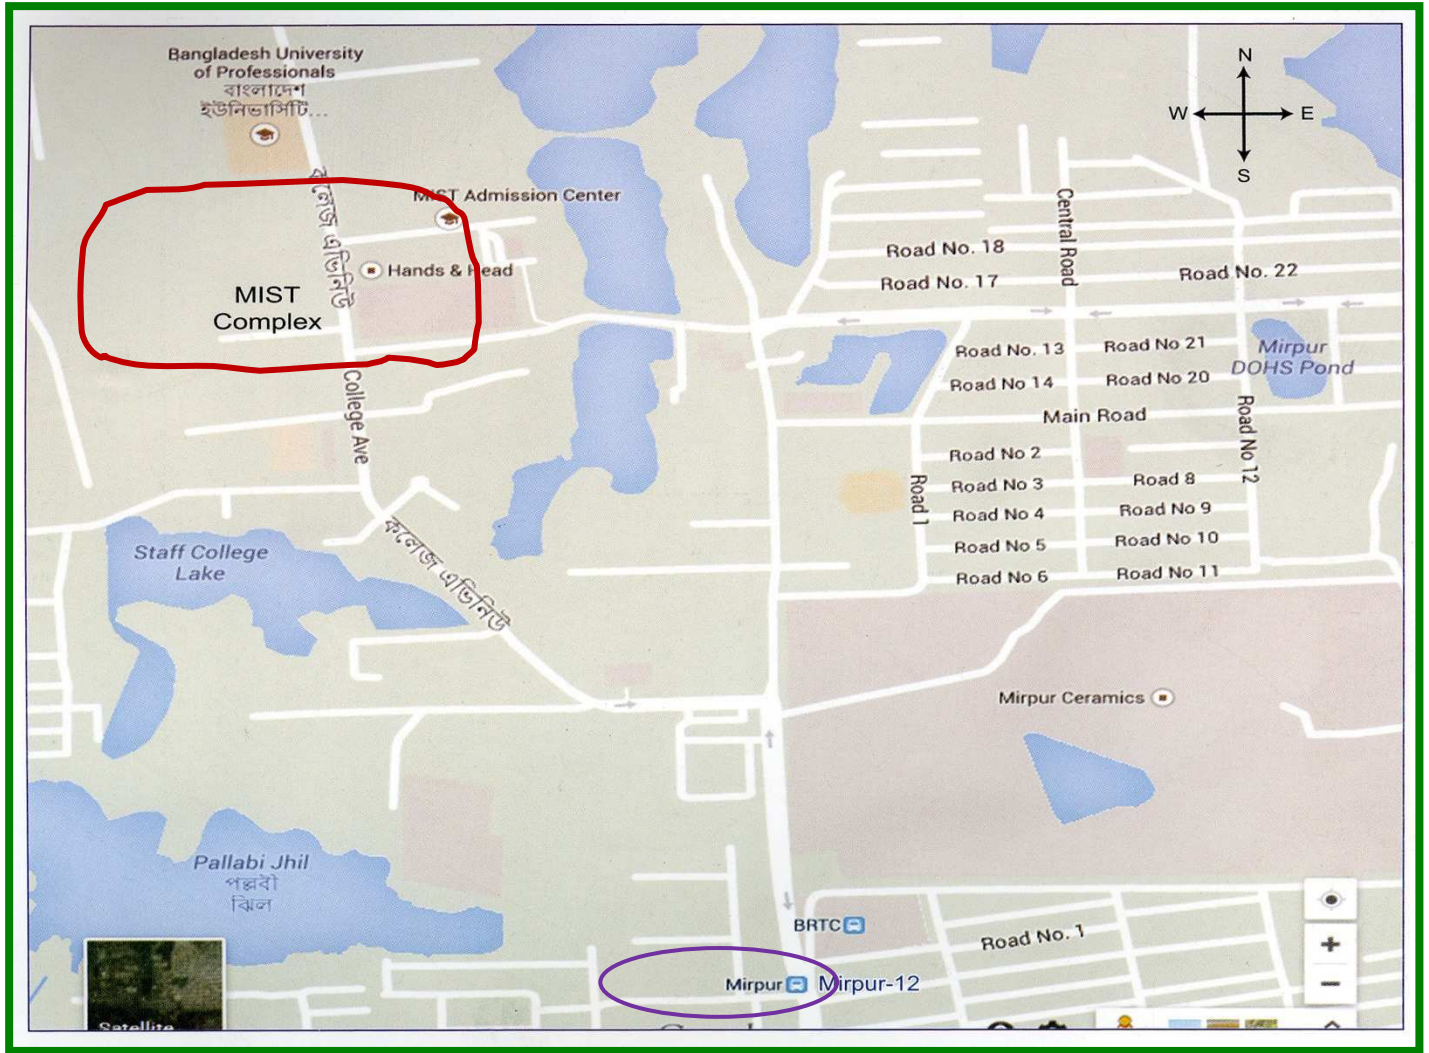 Bangladesh University
of Professionals
বাংলাদেশ
ইউনিভার্সিটি...
N
W E
S
কলেজ এভিনিউ
MIST Admission Center
Hands & Head
MIST
Complex
Central Road
Road No. 18
Road No. 17
Road No. 22
Road No. 13
Road No 21
Mirpur
DOHS Pond
Road No 14
Road No 20
Main Road
College Ave
Road No 12
Road No 2
Road 1
Road No 3
Road 8
Road No 4
Road No 9
Road No 5
Road No 10
Road No 6
Road No 11
কলেজ এভিনিউ
Staff College
Lake
Mirpur Ceramics
Pallabi Jhil
পল্লবী
ঝিল
BRTC
Road No. 1
Mirpur
Mirpur-12
+
−
Satellite